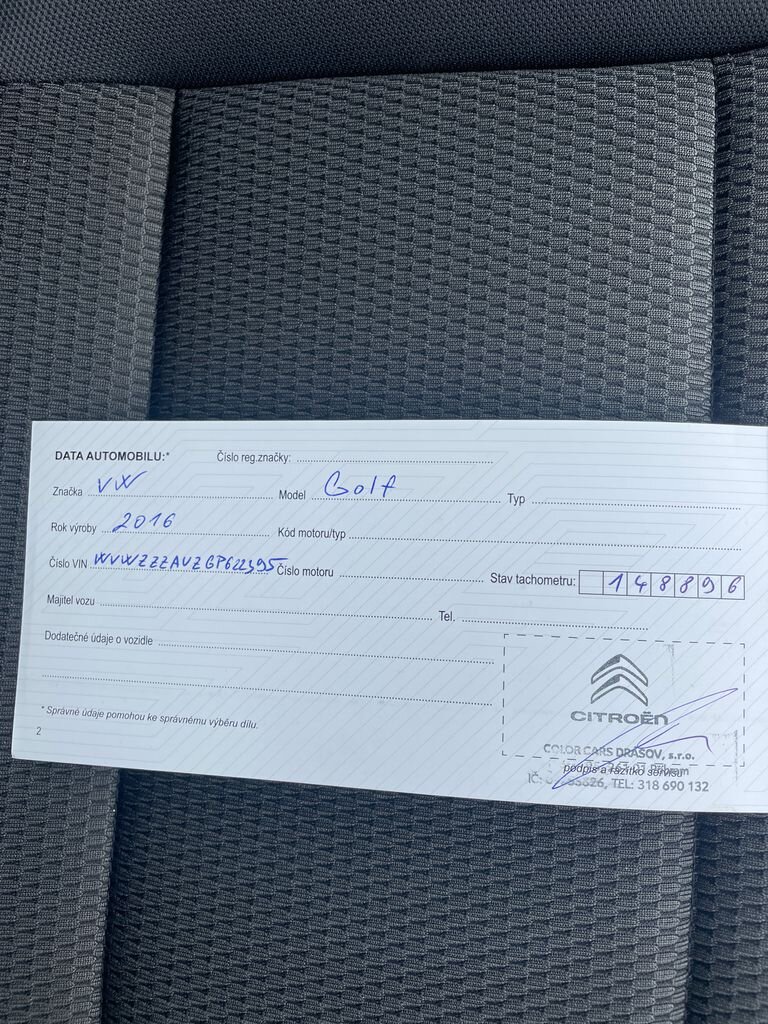 DATA AUTOMOBILU:* Číslo reg.značky:
Značka VW Model Golf Typ
Rok výroby 2016 Kód motoru/typ
Číslo VIN WVWZZZAUZGP622395 Číslo motoru Stav tachometru: 148896
Majitel vozu Tel.
Dodatečné údaje o vozidle
* Správné údaje pomohou ke správnému výběru dílu.
2
CITROËN
COLOR CARS DRASOV, s.r.o.
podpis a razítko servisu
IČ: TEL: 318 690 132